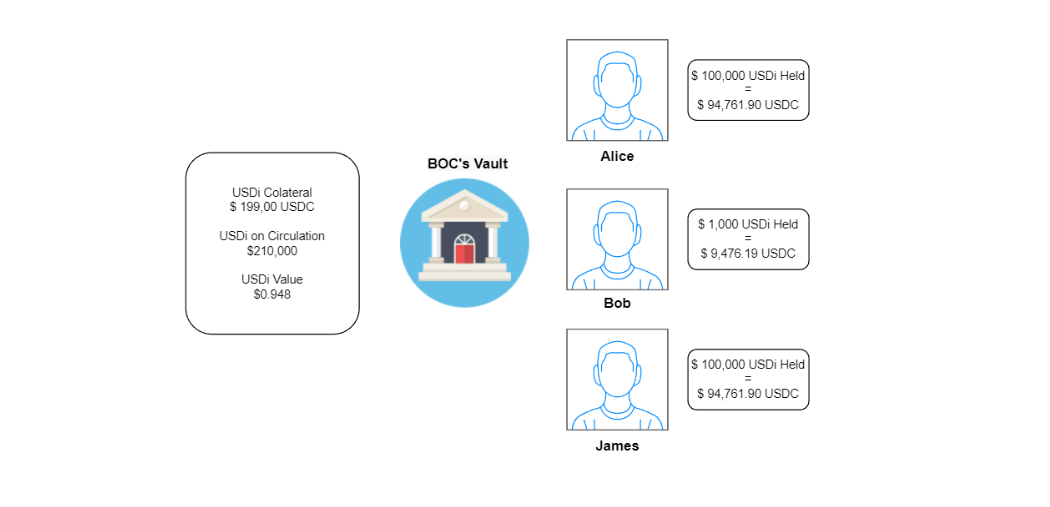 USDi Colateral
$ 199,00 USDC
USDi on Circulation
$210,000
USDi Value
$0.948
BOC's Vault
$ 100,000 USDi Held
=
$ 94,761.90 USDC
Alice
$ 1,000 USDi Held
=
$ 9,476.19 USDC
Bob
$ 100,000 USDi Held
=
$ 94,761.90 USDC
James